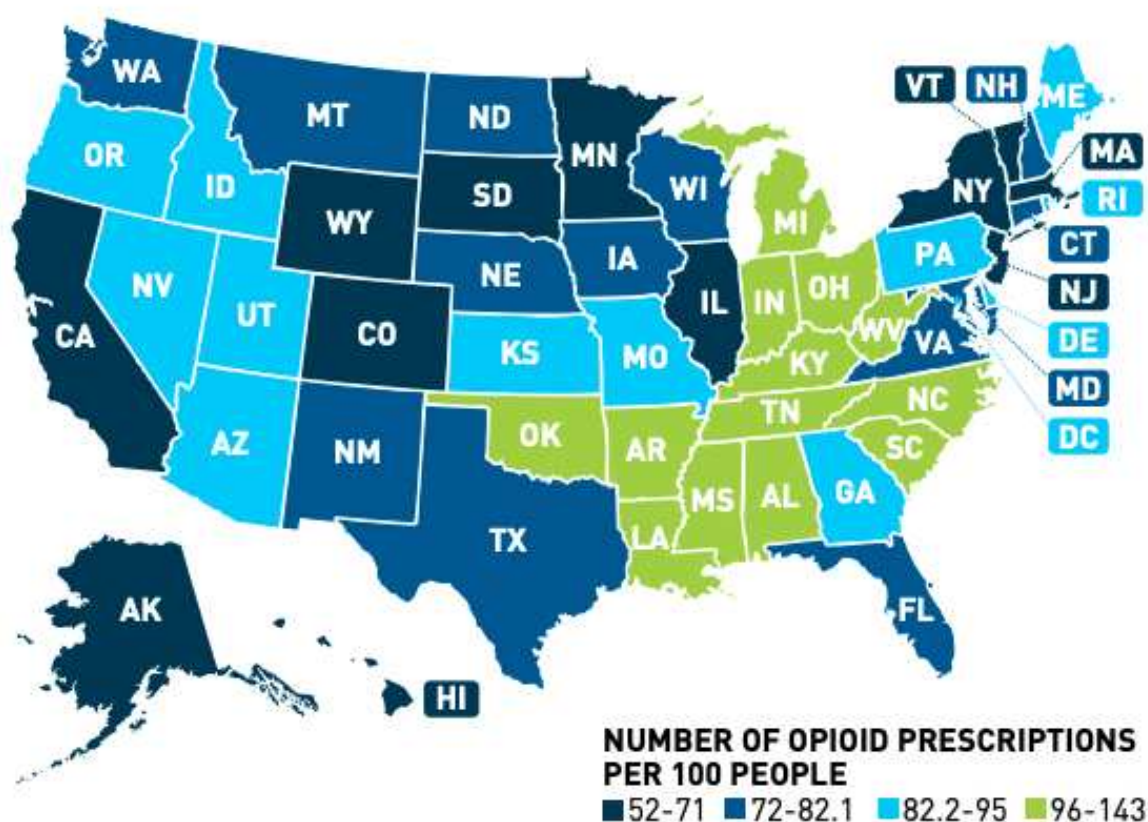 WA
MT
ND
MN
VT
NH
ME
OR
ID
WY
SD
WI
MI
NY
MA
RI
CT
NJ
DE
MD
DC
NV
UT
CO
NE
IA
IL
IN
OH
PA
WV
VA
CA
KS
MO
KY
AZ
NM
OK
AR
TN
NC
SC
TX
LA
MS
AL
GA
FL
AK
HI
NUMBER OF OPIOID PRESCRIPTIONS
PER 100 PEOPLE
52-71 72-82.1 82.2-95 96-143